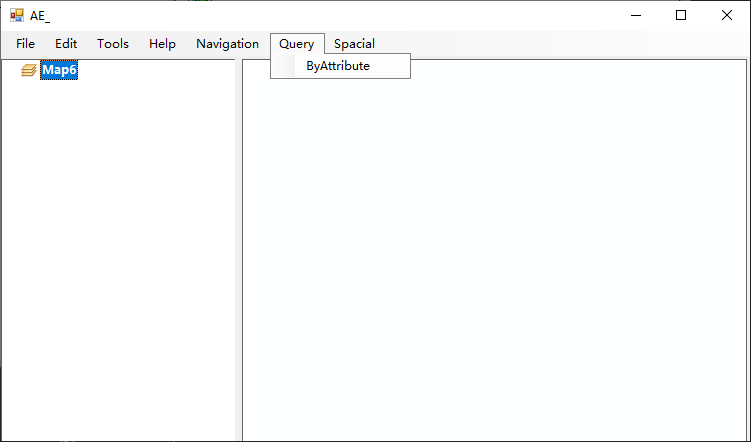 AE_
File Edit Tools Help Navigation Query Spacial
ByAttribute
Map6